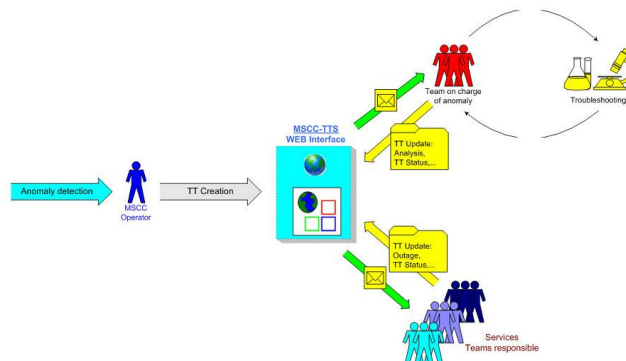 Team on charge
of anomaly
Troubleshooting
MSCC-TTS
WEB Interface
TT Update:
Analysis,
TT Status,...
Anomaly detection
MSCC
Operator
TT Creation
TT Update:
Outage,
TT Status,...
Services
Teams responsible